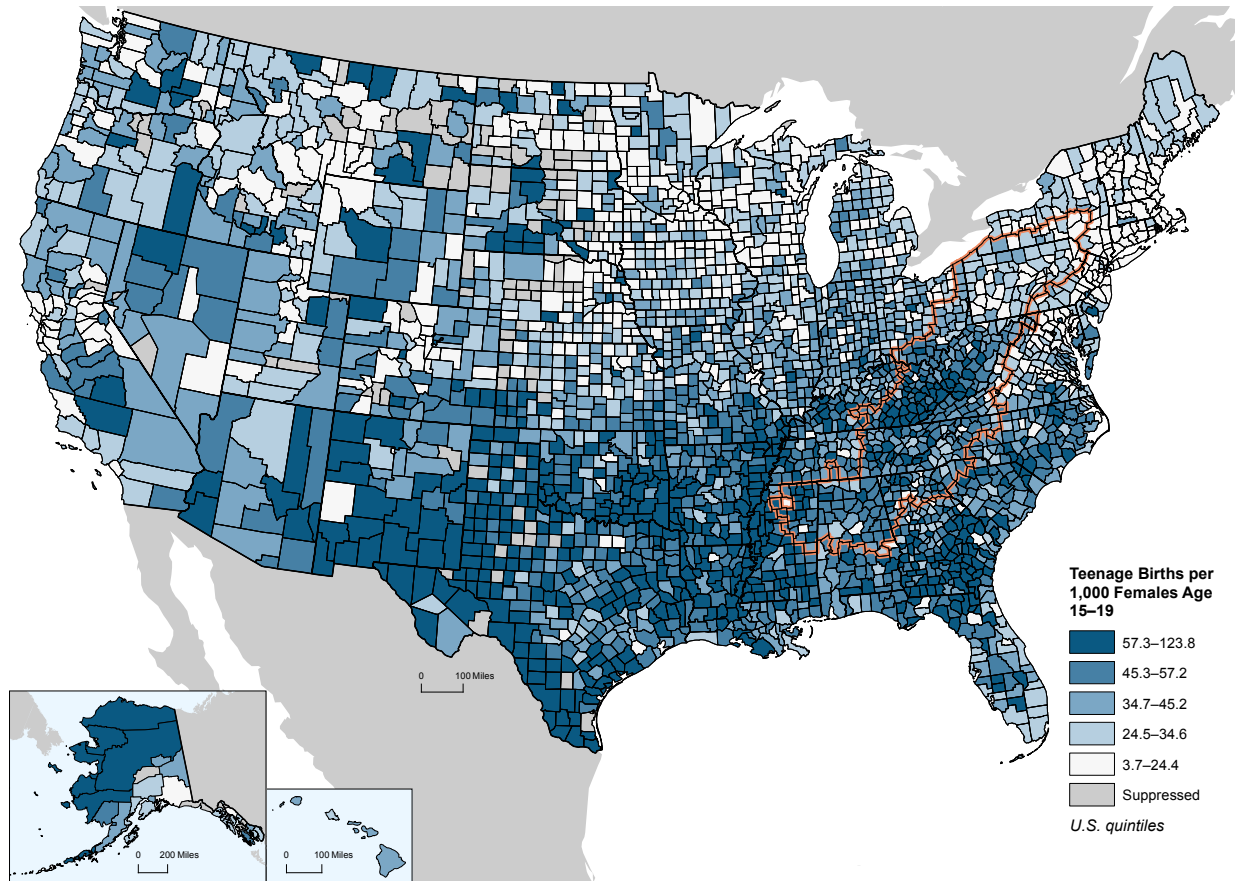 0 100 Miles
Teenage Births per
1,000 Females Age
15–19
57.3–123.8
45.3–57.2
34.7–45.2
24.5–34.6
3.7–24.4
Suppressed
U.S. quintiles
0 200 Miles
0 100 Miles